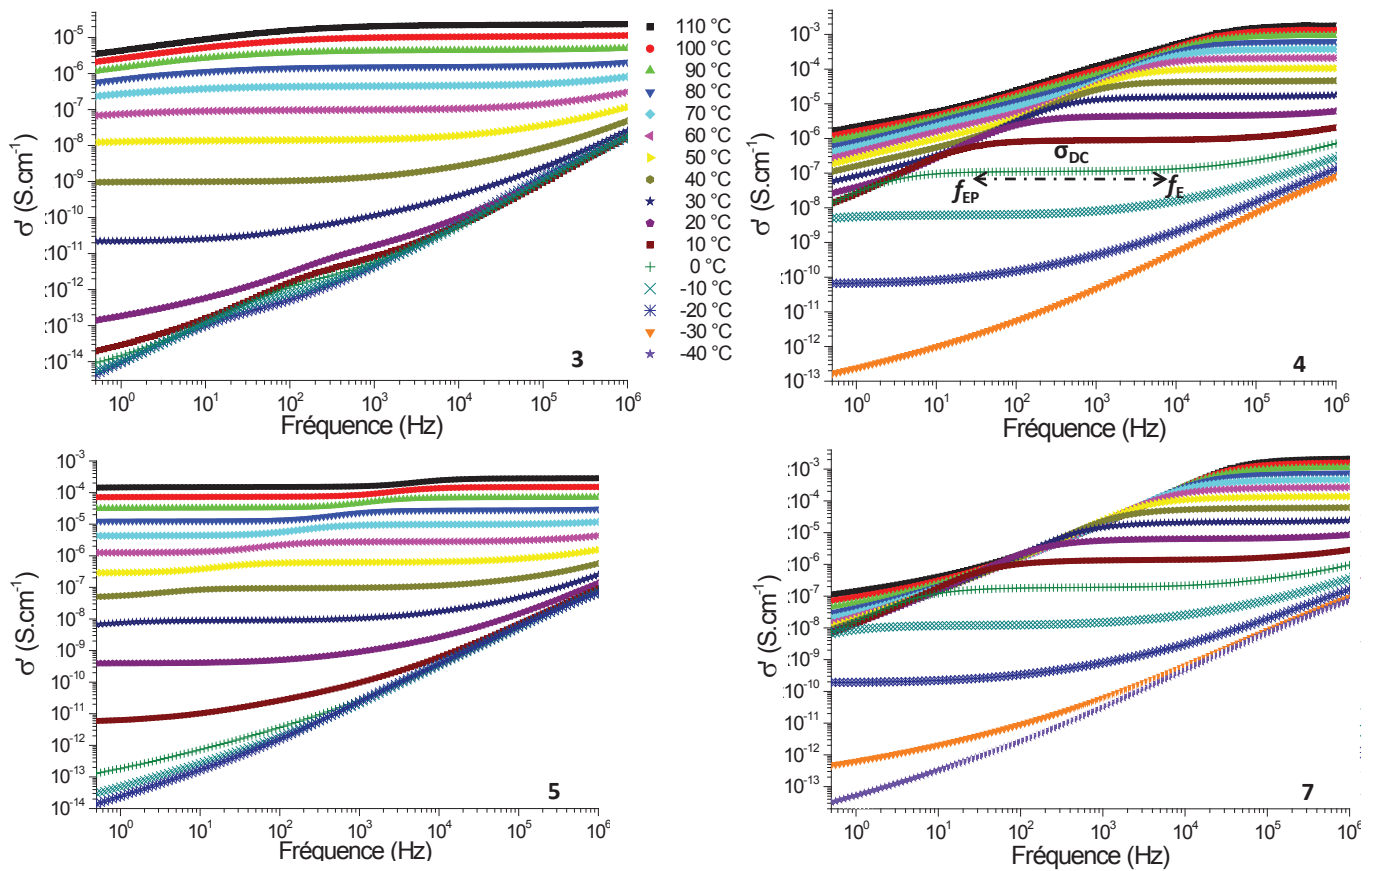 10⁻⁵
10⁻⁶
10⁻⁷
10⁻⁸
10⁻⁹
10⁻¹⁰
10⁻¹¹
10⁻¹²
10⁻¹³
10⁻¹⁴
σ' (S.cm⁻¹)
3
10⁰
10¹
10²
10³
10⁴
10⁵
10⁶
Fréquence (Hz)
110 °C
100 °C
90 °C
80 °C
70 °C
60 °C
50 °C
40 °C
30 °C
20 °C
10 °C
0 °C
-10 °C
-20 °C
-30 °C
-40 °C
10⁻³
10⁻⁴
10⁻⁵
10⁻⁶
10⁻⁷
10⁻⁸
10⁻⁹
10⁻¹⁰
10⁻¹¹
10⁻¹²
10⁻¹³
σ' (S.cm⁻¹)
σDC
fEP
fE
4
10⁰
10¹
10²
10³
10⁴
10⁵
10⁶
Fréquence (Hz)
10⁻³
10⁻⁴
10⁻⁵
10⁻⁶
10⁻⁷
10⁻⁸
10⁻⁹
10⁻¹⁰
10⁻¹¹
10⁻¹²
10⁻¹³
10⁻¹⁴
σ' (S.cm⁻¹)
5
10⁰
10¹
10²
10³
10⁴
10⁵
10⁶
Fréquence (Hz)
10⁻³
10⁻⁴
10⁻⁵
10⁻⁶
10⁻⁷
10⁻⁸
10⁻⁹
10⁻¹⁰
10⁻¹¹
10⁻¹²
10⁻¹³
σ' (S.cm⁻¹)
7
10⁰
10¹
10²
10³
10⁴
10⁵
10⁶
Fréquence (Hz)